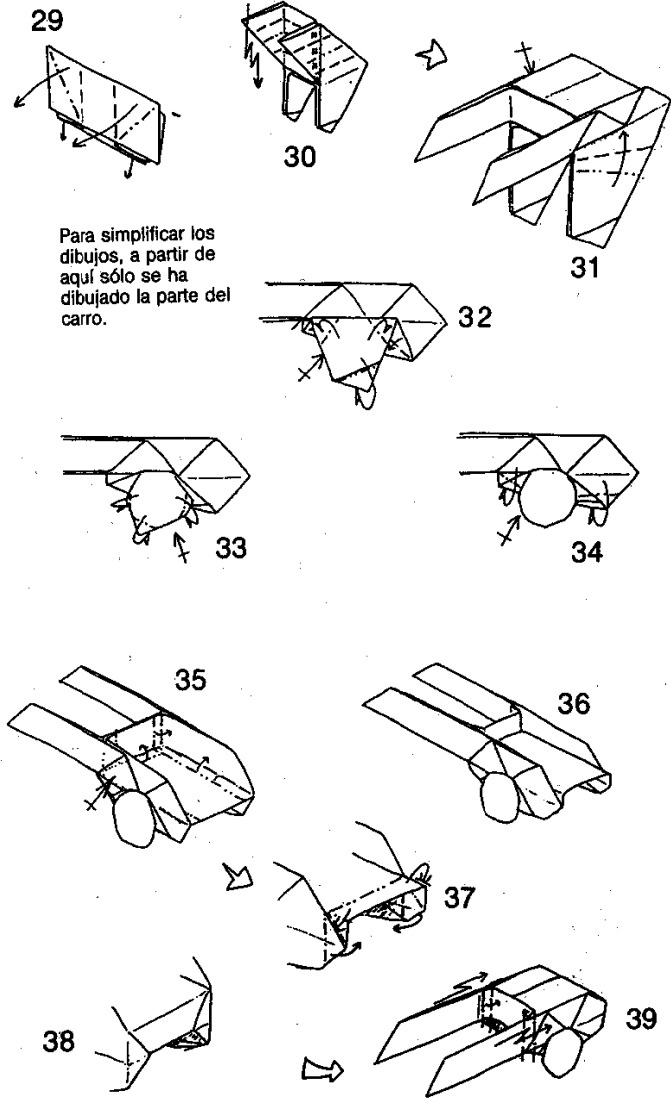 29
30
31
Para simplificar los
dibujos, a partir de
aquí sólo se ha
dibujado la parte del
carro.
32
33
34
35
36
37
38
39